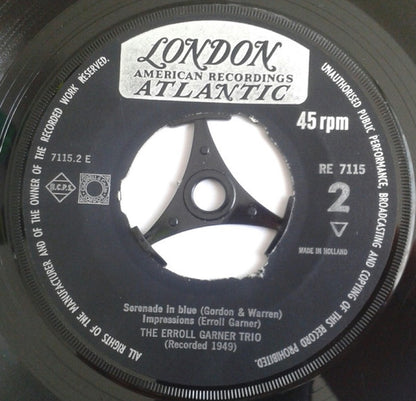 LONDON
AMERICAN RECORDINGS
ATLANTIC
45 rpm
7115.2 E
RE 7115
2
MADE IN HOLLAND
Serenade in blue (Gordon & Warren)
Impressions (Erroll Garner)
THE ERROLL GARNER TRIO
(Recorded 1949)
ALL RIGHTS OF THE MANUFACTURER AND OF THE OWNER OF THE RECORDED WORK RESERVED.
UNAUTHORISED PUBLIC PERFORMANCE, BROADCASTING AND COPYING OF THIS RECORD PROHIBITED.